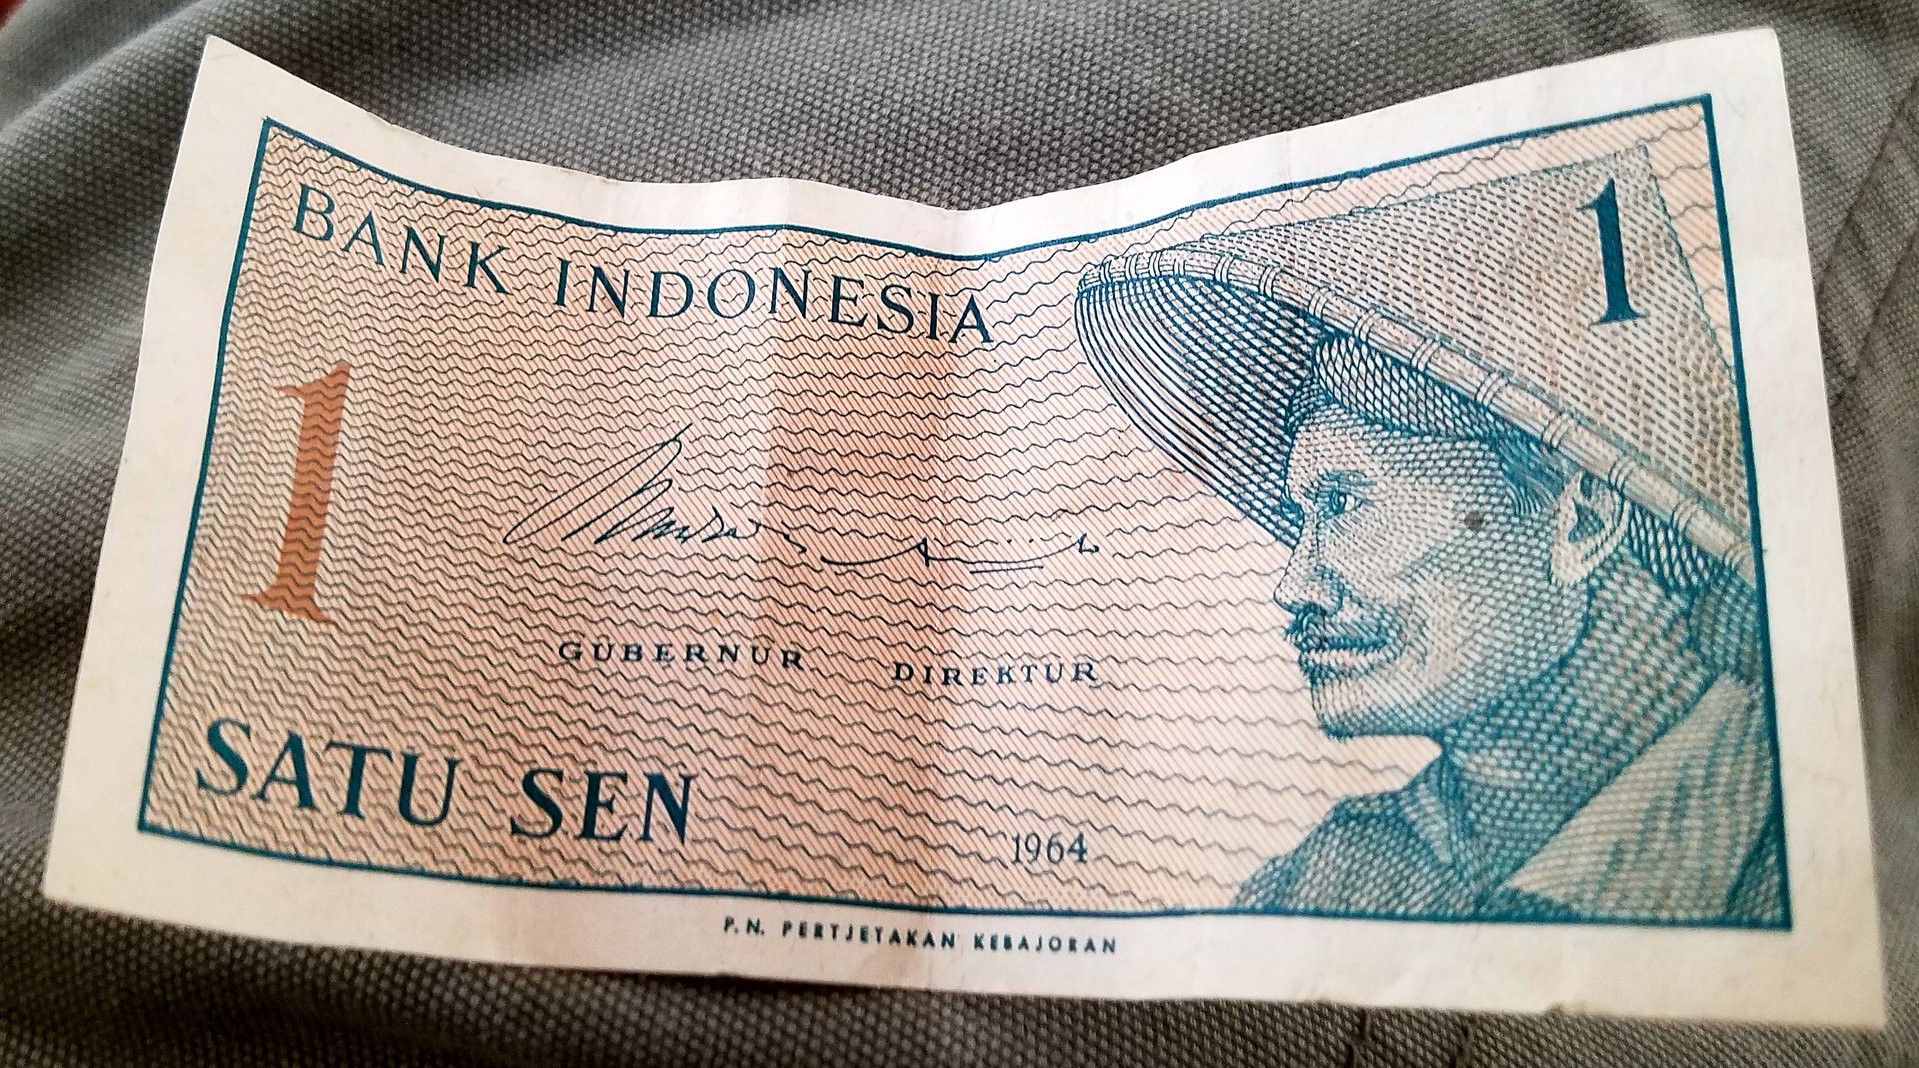 BANK INDONESIA
1
1
GUBERNUR DIREKTUR
SATU SEN
1964
P.N. PERTJETAKAN KEBAJORAN